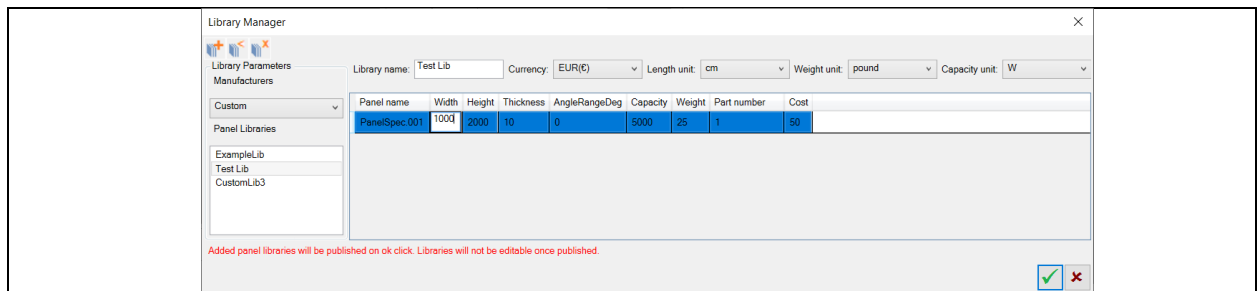 Library Manager
Library Parameters
Manufacturers
Library name: Test Lib Currency: EUR(€) Length unit: cm Weight unit: pound Capacity unit: W
Custom
Panel name Width Height Thickness AngleRangeDeg Capacity Weight Part number Cost
PanelSpec.001 1000 2000 10 0 5000 25 1 50
Panel Libraries
ExampleLib
Test Lib
CustomLib3
Added panel libraries will be published on ok click. Libraries will not be editable once published.